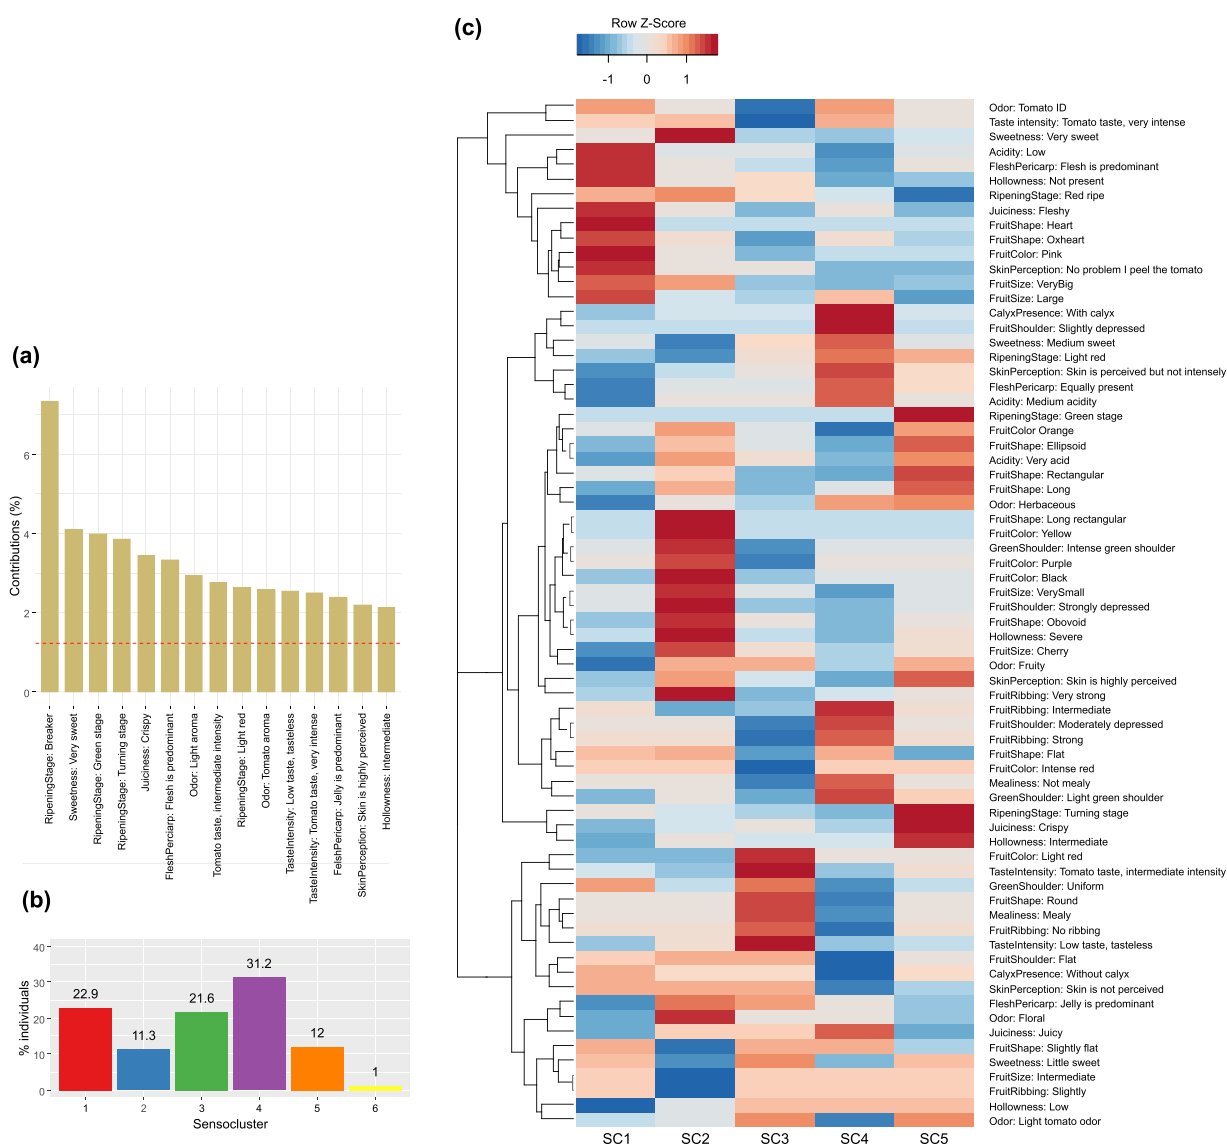 (c)
Row Z-Score
-1 0 1
Odor: Tomato ID
Taste intensity: Tomato taste, very intense
Sweetness: Very sweet
Acidity: Low
FleshPericarp: Flesh is predominant
Hollowness: Not present
RipeningStage: Red ripe
Juiciness: Fleshy
FruitShape: Heart
FruitShape: Oxheart
FruitColor: Pink
SkinPerception: No problem I peel the tomato
FruitSize: VeryBig
FruitSize: Large
CalyxPresence: With calyx
FruitShoulder: Slightly depressed
Sweetness: Medium sweet
RipeningStage: Light red
SkinPerception: Skin is perceived but not intensely
FleshPericarp: Equally present
Acidity: Medium acidity
RipeningStage: Green stage
FruitColor Orange
FruitShape: Ellipsoid
Acidity: Very acid
FruitShape: Rectangular
FruitShape: Long
Odor: Herbaceous
FruitShape: Long rectangular
FruitColor: Yellow
GreenShoulder: Intense green shoulder
FruitColor: Purple
FruitColor: Black
FruitSize: VerySmall
FruitShoulder: Strongly depressed
FruitShape: Obovoid
Hollowness: Severe
FruitSize: Cherry
Odor: Fruity
SkinPerception: Skin is highly perceived
FruitRibbing: Very strong
FruitRibbing: Intermediate
FruitShoulder: Moderately depressed
FruitRibbing: Strong
FruitShape: Flat
FruitColor: Intense red
Mealiness: Not mealy
GreenShoulder: Light green shoulder
RipeningStage: Turning stage
Juiciness: Crispy
Hollowness: Intermediate
FruitColor: Light red
TasteIntensity: Tomato taste, intermediate intensity
GreenShoulder: Uniform
FruitShape: Round
Mealiness: Mealy
FruitRibbing: No ribbing
TasteIntensity: Low taste, tasteless
FruitShoulder: Flat
CalyxPresence: Without calyx
SkinPerception: Skin is not perceived
FleshPericarp: Jelly is predominant
Odor: Floral
Juiciness: Juicy
FruitShape: Slightly flat
Sweetness: Little sweet
FruitSize: Intermediate
FruitRibbing: Slightly
Hollowness: Low
Odor: Light tomato odor
SC1 SC2 SC3 SC4 SC5
(a)
Contributions (%)
6
4
2
0
RipeningStage: Breaker
Sweetness: Very sweet
RipeningStage: Green stage
RipeningStage: Turning stage
Juiciness: Crispy
FleshPerciarp: Flesh is predominant
Odor: Light aroma
Tomato taste, intermediate intensity
RipeningStage: Light red
Odor: Tomato aroma
TasteIntensity: Low taste, tasteless
TasteIntensity: Tomato taste, very intense
FelshPericarp: Jelly is predominant
SkinPerception: Skin is highly perceived
Hollowness: Intermediate
(b)
% individuals
40
30
20
10
0
22.9
11.3
21.6
31.2
12
1
1 2 3 4 5 6
Sensocluster